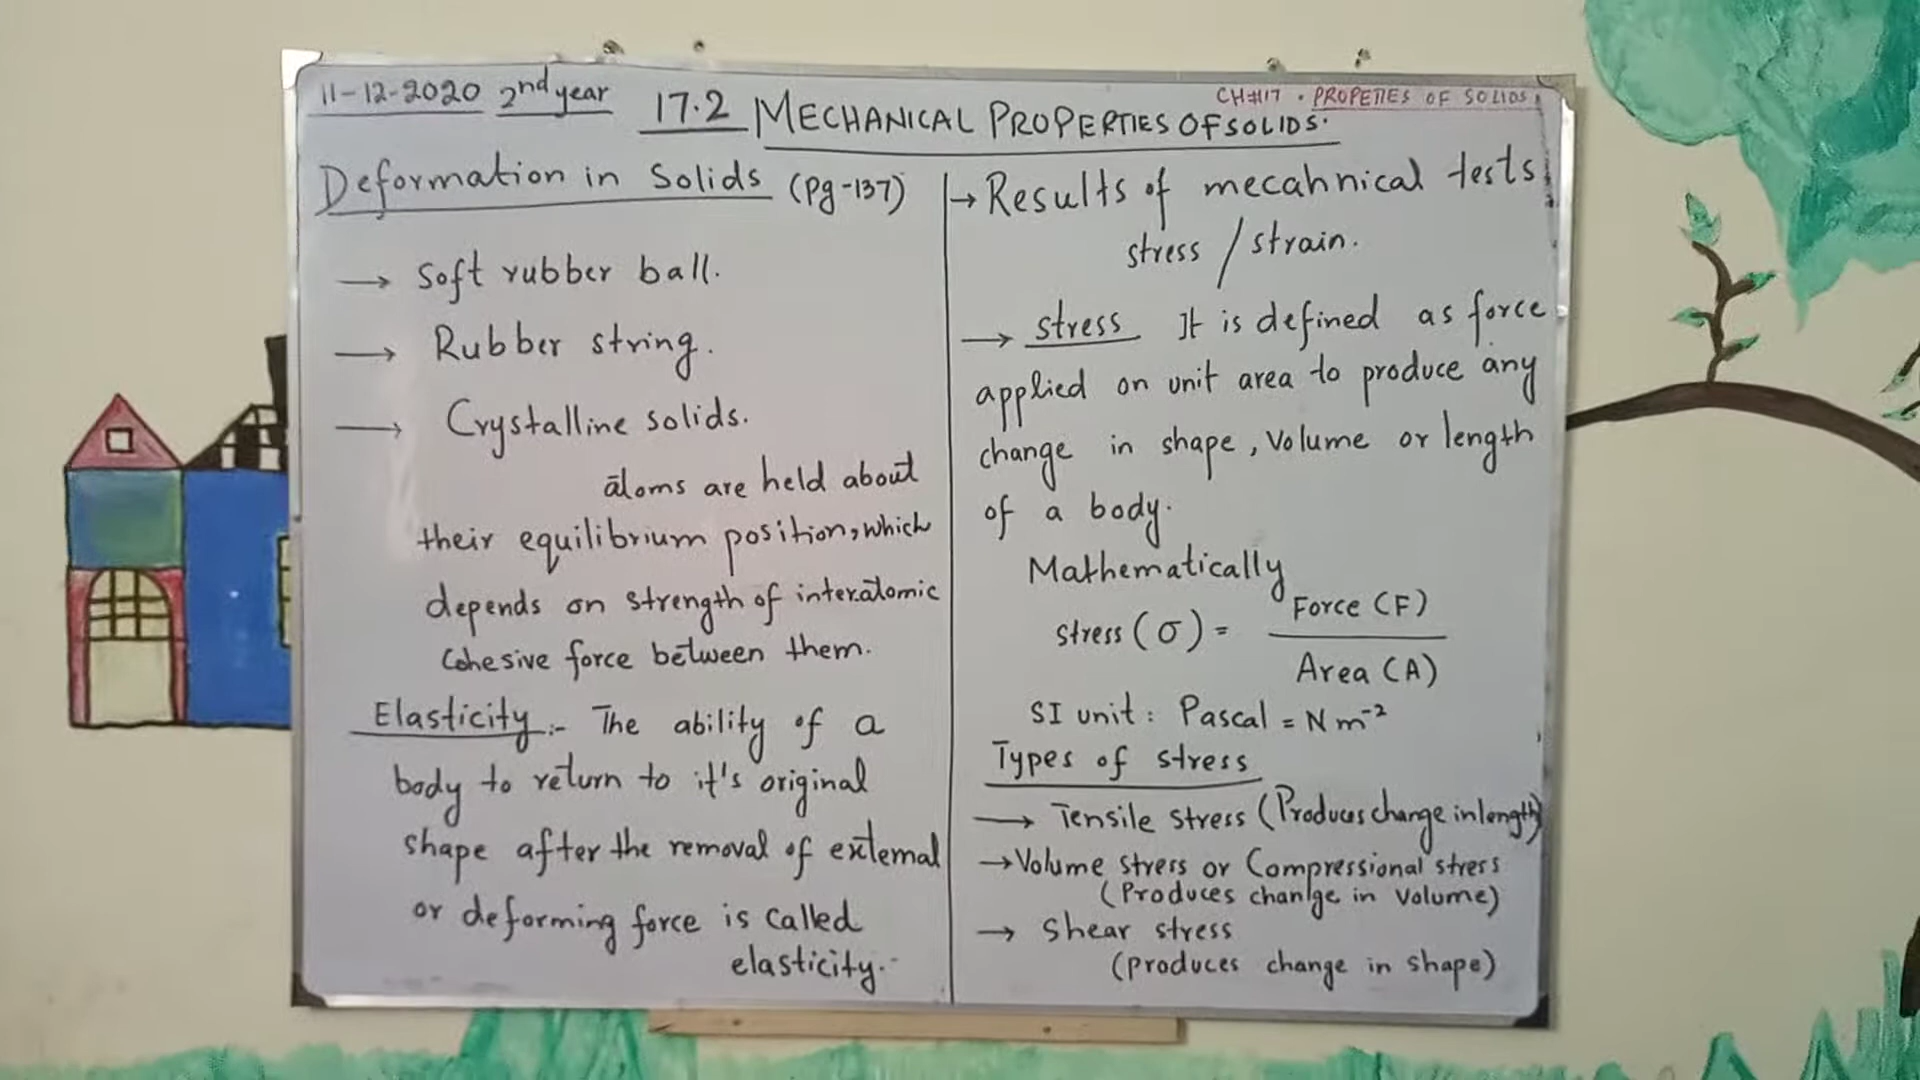 11-12-2020 2nd year 17.2 MECHANICAL PROPERTIES OF SOLIDS.
CH#17 . PROPETIES OF SOLIDS.
Deformation in Solids (Pg-137)
→ Soft rubber ball.
→ Rubber string.
→ Crystalline solids.
atoms are held about
their equilibrium position, which
depends on strength of interatomic
Cohesive force between them.
Elasticity:- The ability of a
body to return to it's original
shape after the removal of external
or deforming force is called
elasticity.
→ Results of mecahnical tests
stress / strain.
→ stress It is defined as force
applied on unit area to produce any
change in shape, Volume or length
of a body.
Mathematically
stress (σ) = Force (F)
Area (A)
SI unit: Pascal = N m⁻²
Types of stress
→ Tensile stress (Produces change in length)
→ Volume stress or Compressional stress
(Produces change in Volume)
→ Shear stress
(produces change in shape)